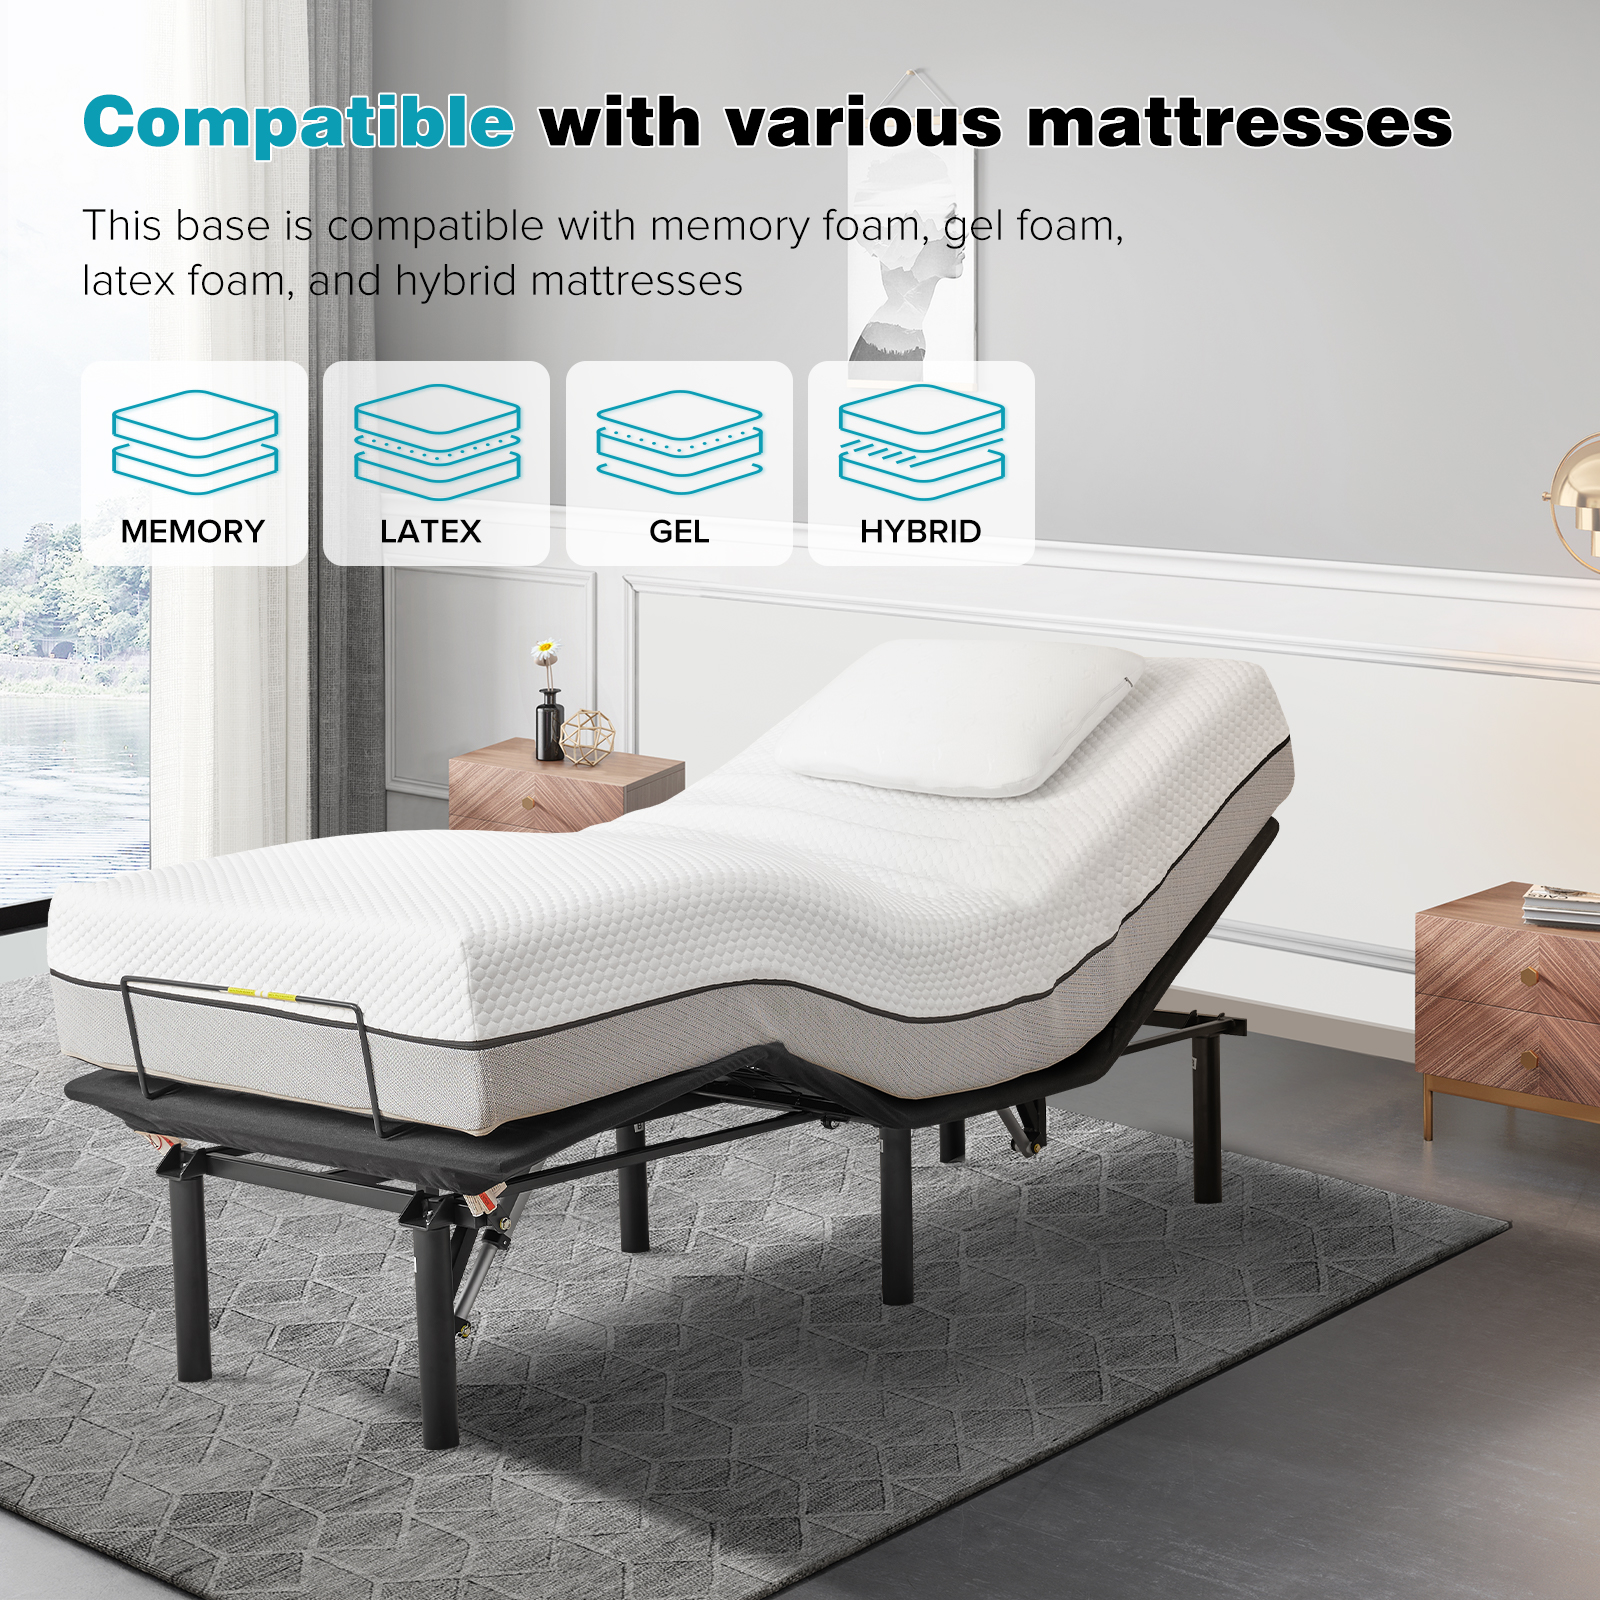 Compatible with various mattresses
This base is compatible with memory foam, gel foam,
latex foam, and hybrid mattresses
MEMORY
LATEX
GEL
HYBRID